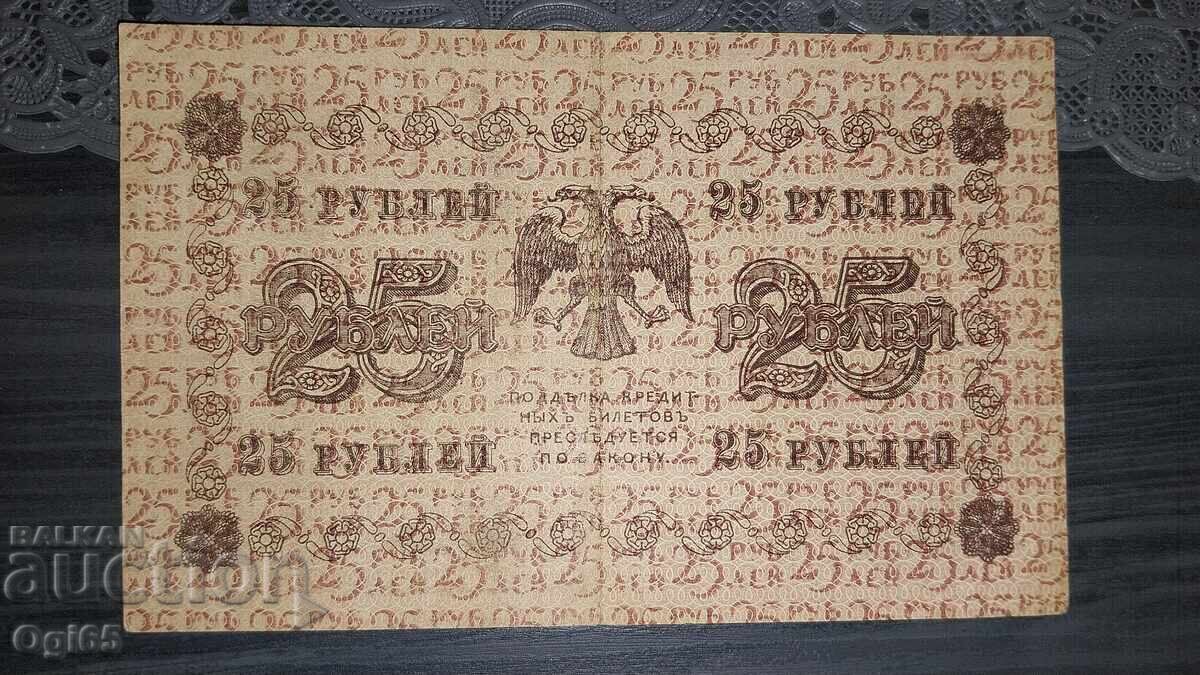 25 РУБЛЕЙ 25 РУБЛЕЙ
25 РУБЛЕЙ 25 РУБЛЕЙ
ПОДДѢЛКА КРЕДИТ-
НЫХЪ БИЛЕТОВЪ
ПРЕСЛѢДУЕТСЯ
ПО ЗАКОНУ.
25 РУБЛЕЙ 25 РУБЛЕЙ
BALKAN
auction
Ogi65